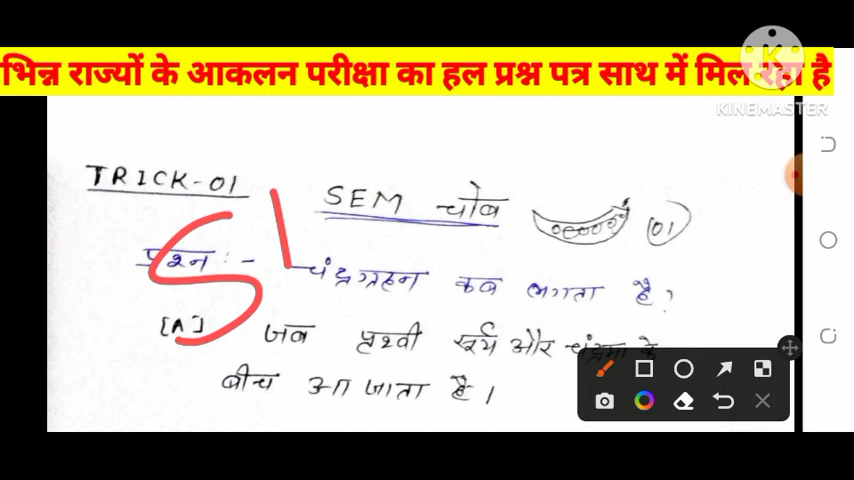 भिन्न राज्यों के आकलन परीक्षा का हल प्रश्न पत्र साथ में मिल रहा है
K
KINEMASTER
TRICK-01
SEM चोब
01
प्रश्न :-
चंद्रग्रहन कब लगता है?
[A] जब पृथ्वी सूर्य और चंद्रमा के
बीच आ जाता है।